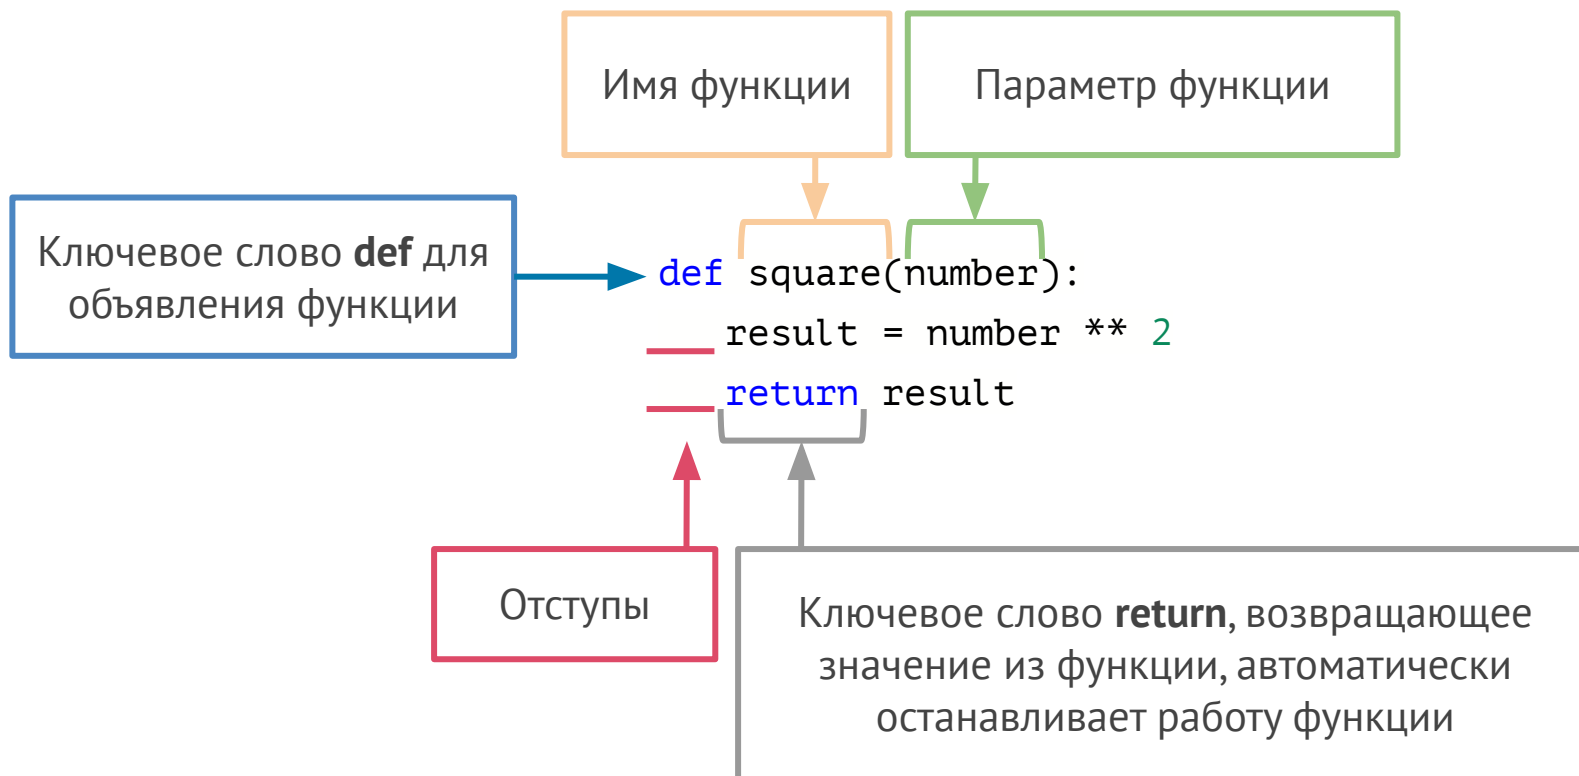 Имя функции
Параметр функции
Ключевое слово def для
объявления функции
def square(number):
result = number ** 2
return result
Отступы
Ключевое слово return, возвращающее
значение из функции, автоматически
останавливает работу функции